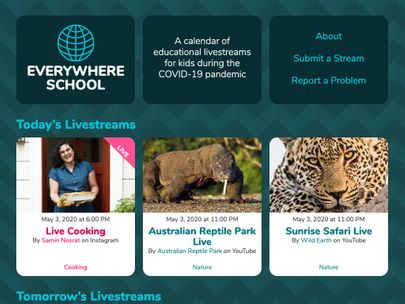 EVERYWHERE
SCHOOL
A calendar of
educational livestreams
for kids during the
COVID-19 pandemic
About
Submit a Stream
Report a Problem
Today's Livestreams
LIVE
May 3, 2020 at 6:00 PM
Live Cooking
By Samin Nosrat on Instagram
Cooking
May 3, 2020 at 11:00 PM
Australian Reptile Park
Live
By Australian Reptile Park on YouTube
Nature
May 3, 2020 at 11:00 PM
Sunrise Safari Live
By Wild Earth on YouTube
Nature
Tomorrow's Livestreams